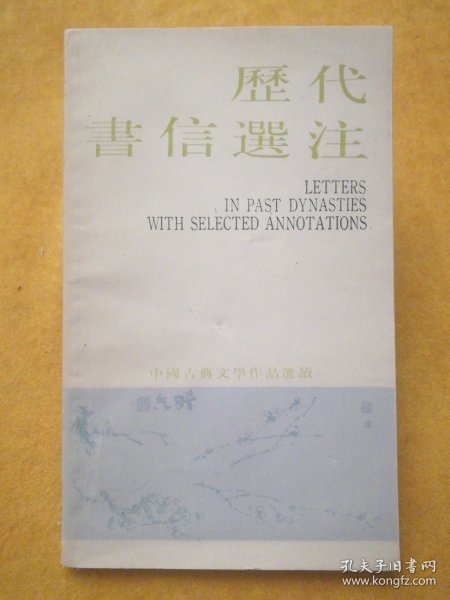 歷代
書信選注
LETTERS
IN PAST DYNASTIES
WITH SELECTED ANNOTATIONS
中國古典文學作品選讀
孔夫子旧书网
www.kongfz.com